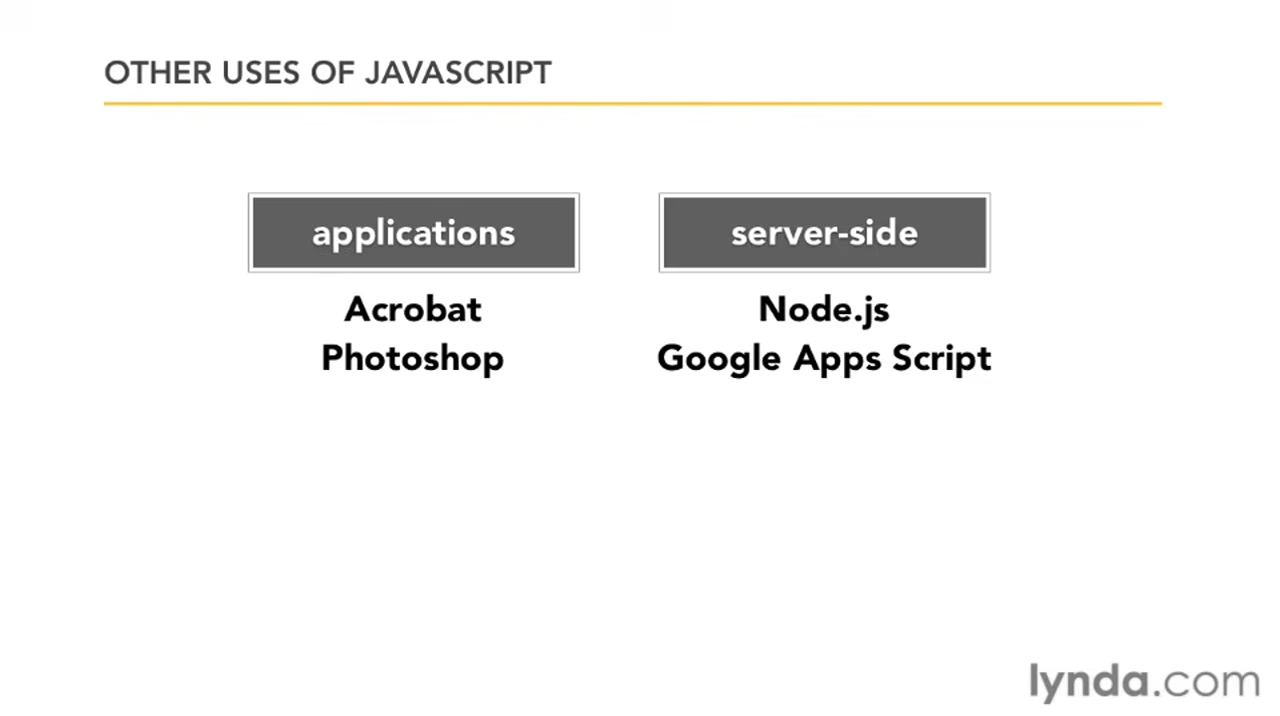 OTHER USES OF JAVASCRIPT
applications
Acrobat
Photoshop
server-side
Node.js
Google Apps Script
lynda.com